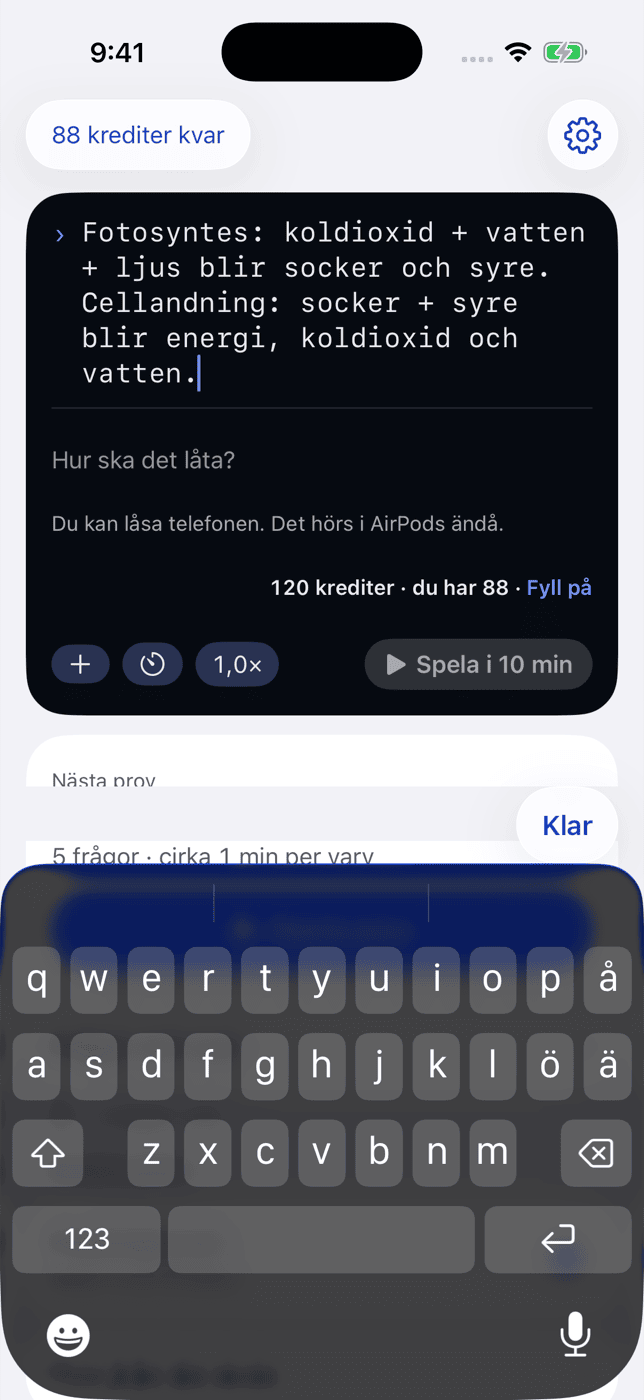 9:41
88 krediter kvar
› Fotosyntes: koldioxid + vatten
+ ljus blir socker och syre.
Cellandning: socker + syre
blir energi, koldioxid och
vatten.
Hur ska det låta?
Du kan låsa telefonen. Det hörs i AirPods ändå.
120 krediter · du har 88 · Fyll på
1,0×
Spela i 10 min
Nästa prov
Klar
5 frågor · cirka 1 min per varv
q w e r t y u i o p å
a s d f g h j k l ö ä
z x c v b n m
123